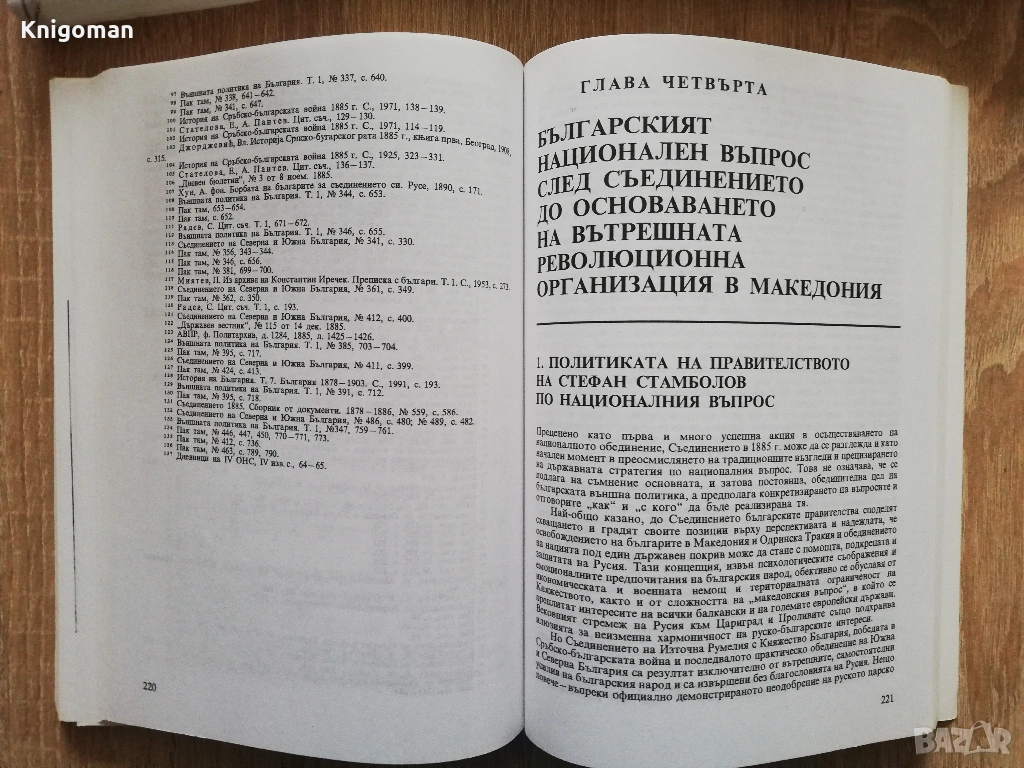 Knigoman
97 Външната политика на България. Т. 1, № 337, с. 640.
98 Пак там, № 338, 641–642.
99 Пак там, № 341, с. 647.
100 История на Сръбско-българската война 1885 г. С., 1971, 138–139.
101 Стателова, Е., А. Пантев. Цит. съч., 129–130.
102 История на Сръбско-българската война 1885 г. С., 1971, 114–119.
103 Джорджовић, Вл. Историја Српско-бугарског рата 1885 г., књига прва, Београд, 1908,
с. 315.
104 История на Сръбско-българската война 1885 г. С., 1925, 323–331.
105 Стателова, Е., А. Пантев. Цит. съч., 136–137.
106 „Дневен бюлетин“, № 3 от 8 ноем. 1885.
107 Хун, А. фон. Борбата на българите за съединението си. Русе, 1890, с. 171.
108 Външната политика на България. Т. 1, № 344, с. 653.
109 Пак там, 653–654.
110 Пак там, с. 652.
111 Радев, С. Цит. съч. Т. 1, 671–672.
112 Външната политика на България. Т. 1, № 346, с. 655.
113 Съединението на Северна и Южна България, № 341, с. 330.
114 Пак там, № 356, 343–344.
115 Пак там, № 346, с. 656.
116 Пак там, № 381, 699–700.
117 Миятев, П. Из архива на Константин Иречек. Преписка с българи. Т. 1. С., 1953, с. 273.
118 Съединението на Северна и Южна България, № 361, с. 349.
119 Пак там, № 362, с. 350.
120 Радев, С. Цит. съч. Т. 1, с. 193.
121 Съединението на Северна и Южна България, № 412, с. 400.
122 „Държавен вестник“, № 115 от 14 дек. 1885.
123 АВПР, ф. Политархив, д. 1284, 1885, л. 1425–1426.
125 Външната политика на България. Т. 1, № 385, 703–704.
125 Пак там, № 395, с. 717.
126 Съединението на Северна и Южна България, № 411, с. 399.
127 Пак там, № 424, с. 413.
128 История на България. Т. 7. България 1878–1903. С., 1991, с. 193.
129 Външната политика на България. Т. 1, № 391, с. 712.
130 Пак там, № 395, с. 718.
131 Съединението 1885. Сборник от документи. 1878–1886, № 559, с. 586.
132 Съединението на Северна и Южна България, № 486, с. 480; № 489, с. 482.
133 Външната политика на България. Т. 1, №347, 759–761.
134 Пак там, № 446, 447, 450, 770–771, 773.
135 Пак там, № 412, с. 736.
136 Пак там, № 463, с. 789, 790.
137 Дневници на IV ОНС, IV изв. с., 64–65.
220
ГЛАВА ЧЕТВЪРТА
БЪЛГАРСКИЯТ
НАЦИОНАЛЕН ВЪПРОС
СЛЕД СЪЕДИНЕНИЕТО
ДО ОСНОВАВАНЕТО
НА ВЪТРЕШНАТА
РЕВОЛЮЦИОННА
ОРГАНИЗАЦИЯ В МАКЕДОНИЯ
1. ПОЛИТИКАТА НА ПРАВИТЕЛСТВОТО
НА СТЕФАН СТАМБОЛОВ
ПО НАЦИОНАЛНИЯ ВЪПРОС
Преценено като първа и много успешна акция в осъществяването на
националното обединение, Съединението в 1885 г. може да се разглежда и като
начален момент в преосмислянето на традиционните възгледи и прецизирането
на държавната стратегия по националния въпрос. Това не означава, че се
подлага на съмнение основната, и затова постоянна, обединителна цел на
българската външна политика, а предполага конкретизирането на въпросите и
отговорите „как“ и „с кого“ да бъде реализирана тя.
Най-общо казано, до Съединението българските правителства споделят
схващането и градят своите позиции върху перспективата и надеждата, че
освобождението на българите в Македония и Одринска Тракия и обединението
на нацията под един държавен покрив може да стане с помощта, подкрепата и
защитата на Русия. Тази концепция, извън психологическите съображения и
емоционалните предпочитания на българския народ, обективно се обуславя от
икономическата и военната немощ и териториалната ограниченост на
Княжеството, както и от сложността на „македонския въпрос“, в който се
преплитат интересите на всички балкански и на големите европейски държави.
Вековният стремеж на Русия към Цариград и Проливите също подхранва
илюзията за неизменна хармоничност на руско-българските интереси.
Но Съединението на Източна Румелия с Княжество България, победата в
Сръбско-българската война и последвалото практическо обединение на Южна
и Северна България са резултат изключително от вътрешните, самостоятелни
усилия на българския народ и са извършени без благословията на Русия. Нещо
повече – въпреки официално демонстрираното неодобрение на руското царско
221
BAZAR